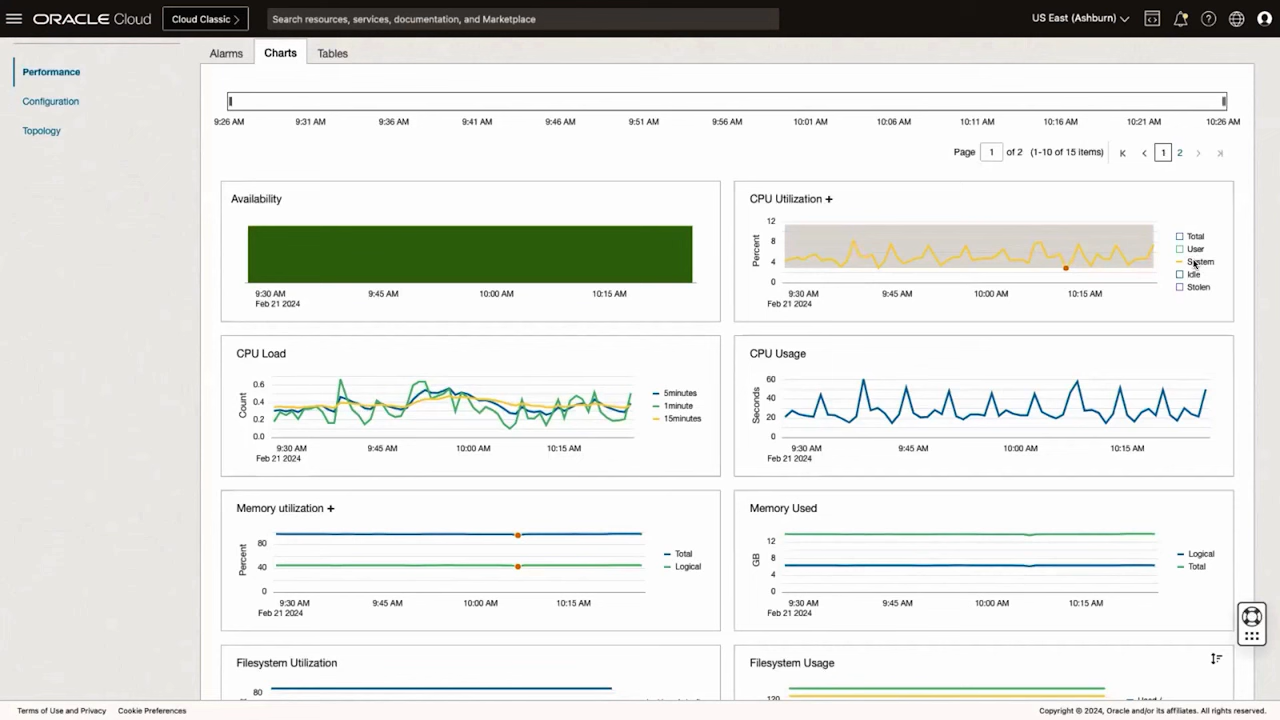 ORACLE Cloud
Cloud Classic >
Search resources, services, documentation, and Marketplace
US East (Ashburn)
Performance
Configuration
Topology
Alarms
Charts
Tables
9:26 AM 9:31 AM 9:36 AM 9:41 AM 9:46 AM 9:51 AM 9:56 AM 10:01 AM 10:06 AM 10:11 AM 10:16 AM 10:21 AM 10:26 AM
Page 1 of 2 (1-10 of 15 items) 1 2
Availability
9:30 AM 9:45 AM 10:00 AM 10:15 AM
Feb 21 2024
CPU Utilization +
Percent
12
8
4
0
9:30 AM 9:45 AM 10:00 AM 10:15 AM
Feb 21 2024
Total
User
System
Idle
Stolen
CPU Load
Count
0.6
0.4
0.2
0.0
9:30 AM 9:45 AM 10:00 AM 10:15 AM
Feb 21 2024
5minutes
1minute
15minutes
CPU Usage
Seconds
60
40
20
0
9:30 AM 9:45 AM 10:00 AM 10:15 AM
Feb 21 2024
Memory utilization +
Percent
80
40
0
9:30 AM 9:45 AM 10:00 AM 10:15 AM
Feb 21 2024
Total
Logical
Memory Used
GB
12
8
4
0
9:30 AM 9:45 AM 10:00 AM 10:15 AM
Feb 21 2024
Logical
Total
Filesystem Utilization
80
Filesystem Usage
Terms of Use and Privacy
Cookie Preferences
Copyright © 2024, Oracle and/or its affiliates. All rights reserved.